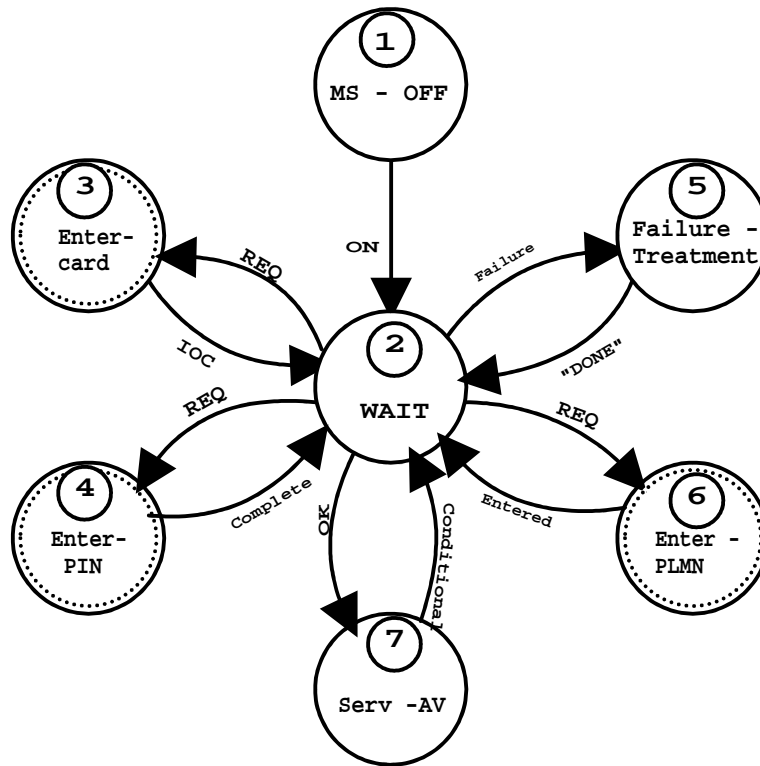 1
MS - OFF
3
Enter-
card
5
Failure -
Treatment
ON
REQ
Failure
IOC
"DONE"
2
WAIT
REQ
REQ
4
Enter-
PIN
Complete
Entered
6
Enter -
PLMN
OK
Conditional
7
Serv -AV